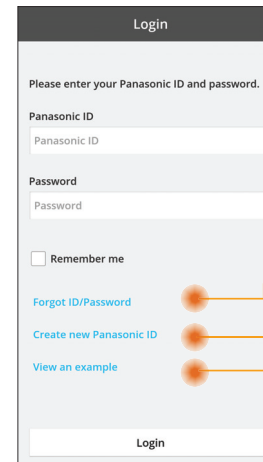 Login
Please enter your Panasonic ID and password.
Panasonic ID
Panasonic ID
Password
Password
Remember me
Forgot ID/Password
Create new Panasonic ID
View an example
Login